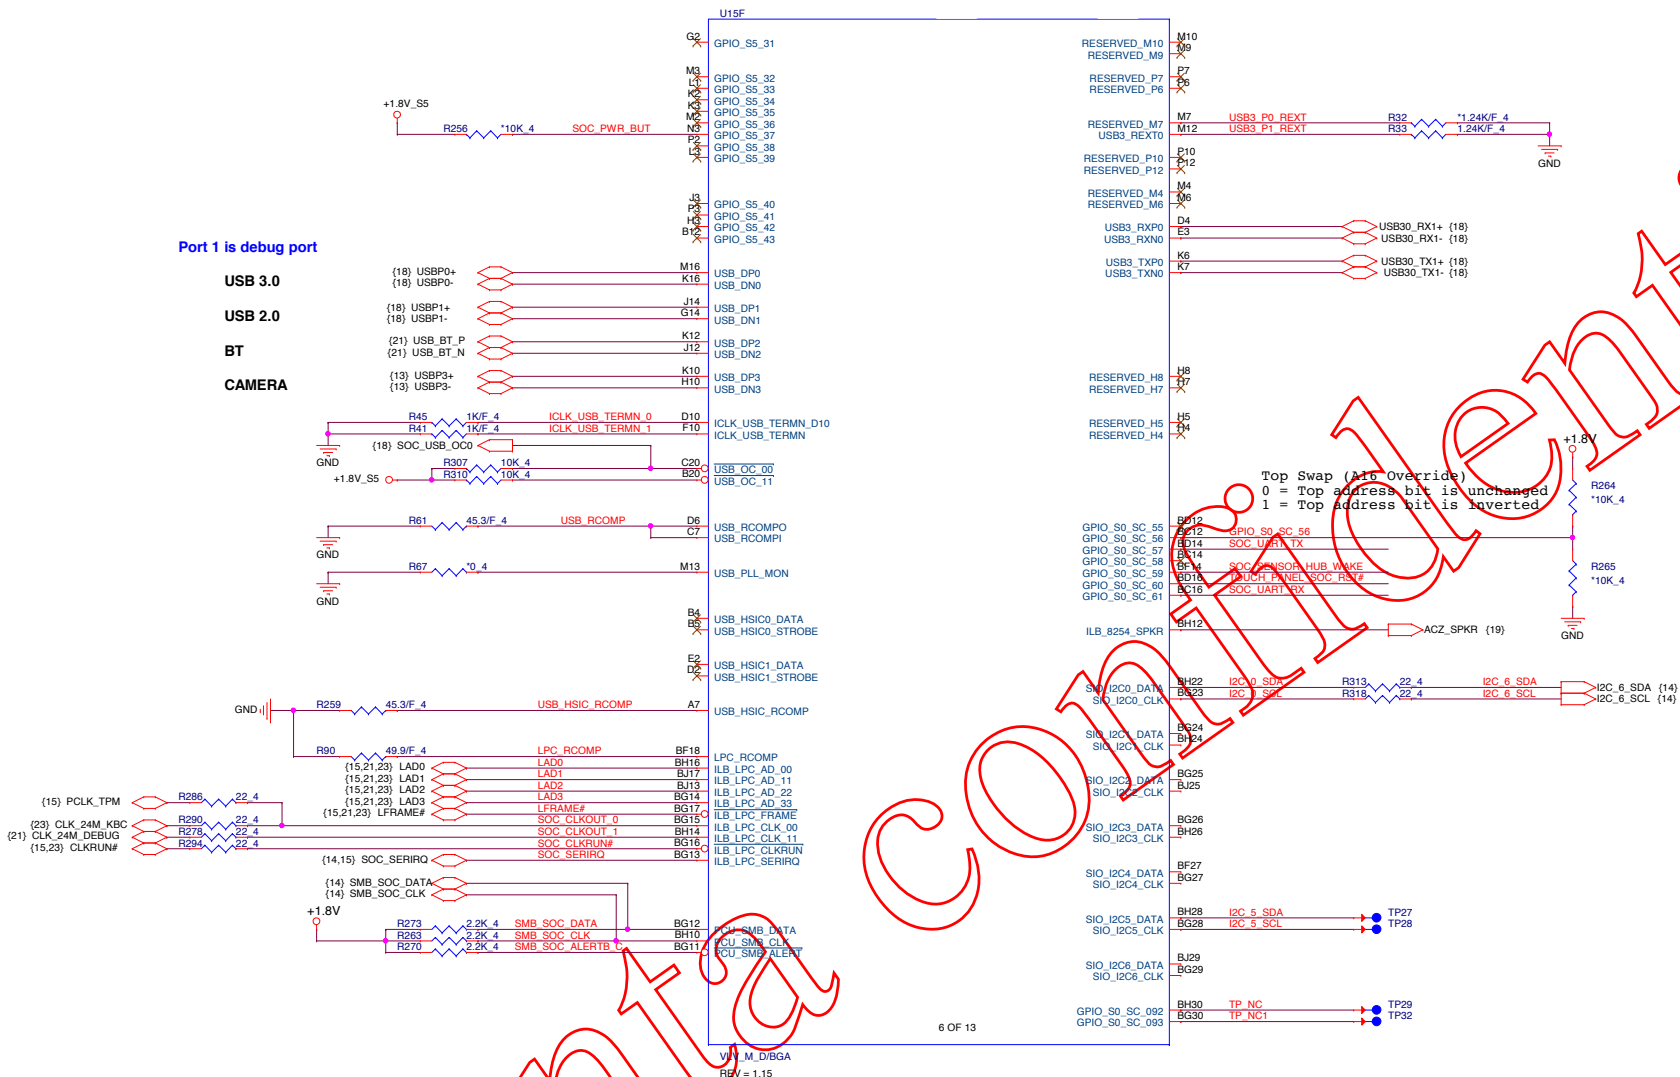 U15F
G2 GPIO_S5_31
M3 GPIO_S5_32
L1 GPIO_S5_33
K2 GPIO_S5_34
K3 GPIO_S5_35
M2 GPIO_S5_36
+1.8V_S5
R256 *10K_4 SOC_PWR_BUT N3 GPIO_S5_37
P2 GPIO_S5_38
L3 GPIO_S5_39
J3 GPIO_S5_40
P3 GPIO_S5_41
H3 GPIO_S5_42
B12 GPIO_S5_43
Port 1 is debug port
USB 3.0
{18} USBP0+ M16 USB_DP0
{18} USBP0- K16 USB_DN0
USB 2.0
{18} USBP1+ J14 USB_DP1
{18} USBP1- G14 USB_DN1
BT
{21} USB_BT_P K12 USB_DP2
{21} USB_BT_N J12 USB_DN2
CAMERA
{13} USBP3+ K10 USB_DP3
{13} USBP3- H10 USB_DN3
R45 1K/F_4 ICLK_USB_TERMN_0 D10 ICLK_USB_TERMN_D10
R41 1K/F_4 ICLK_USB_TERMN_1 F10 ICLK_USB_TERMN
GND
{18} SOC_USB_OC0
R307 10K_4 C20 USB_OC_00
+1.8V_S5 R310 10K_4 B20 USB_OC_11
R61 45.3/F_4 USB_RCOMP D6 USB_RCOMPO
C7 USB_RCOMPI
GND
R67 *0_4 M13 USB_PLL_MON
GND
B4 USB_HSIC0_DATA
B5 USB_HSIC0_STROBE
E2 USB_HSIC1_DATA
D2 USB_HSIC1_STROBE
GND R259 45.3/F_4 USB_HSIC_RCOMP A7 USB_HSIC_RCOMP
R90 49.9/F_4 LPC_RCOMP BF18 LPC_RCOMP
{15,21,23} LAD0 LAD0 BH16 ILB_LPC_AD_00
{15,21,23} LAD1 LAD1 BJ17 ILB_LPC_AD_11
{15,21,23} LAD2 LAD2 BJ13 ILB_LPC_AD_22
{15,21,23} LAD3 LAD3 BG14 ILB_LPC_AD_33
{15,21,23} LFRAME# LFRAME# BG17 ILB_LPC_FRAME
{15} PCLK_TPM R286 22_4
{23} CLK_24M_KBC R290 22_4 SOC_CLKOUT_0 BG15 ILB_LPC_CLK_00
{21} CLK_24M_DEBUG R278 22_4 SOC_CLKOUT_1 BH14 ILB_LPC_CLK_11
{15,23} CLKRUN# R294 22_4 SOC_CLKRUN# BG16 ILB_LPC_CLKRUN
{14,15} SOC_SERIRQ SOC_SERIRQ BG13 ILB_LPC_SERIRQ
{14} SMB_SOC_DATA
{14} SMB_SOC_CLK
+1.8V
R273 2.2K_4 SMB_SOC_DATA BG12 PCU_SMB_DATA
R263 2.2K_4 SMB_SOC_CLK BH10 PCU_SMB_CLK
R270 2.2K_4 SMB_SOC_ALERTB_C BG11 PCU_SMB_ALERT
RESERVED_M10 M10
RESERVED_M9 M9
RESERVED_P7 P7
RESERVED_P6 P6
RESERVED_M7 M7 USB3_P0_REXT R32 *1.24K/F_4
USB3_REXT0 M12 USB3_P1_REXT R33 1.24K/F_4
GND
RESERVED_P10 P10
RESERVED_P12 P12
RESERVED_M4 M4
RESERVED_M6 M6
USB3_RXP0 D4 USB30_RX1+ {18}
USB3_RXN0 E3 USB30_RX1- {18}
USB3_TXP0 K6 USB30_TX1+ {18}
USB3_TXN0 K7 USB30_TX1- {18}
RESERVED_H8 H8
RESERVED_H7 H7
RESERVED_H5 H5
RESERVED_H4 H4
+1.8V
Top Swap (A16 Override)
0 = Top address bit is unchanged
1 = Top address bit is inverted
R264
*10K_4
GPIO_S0_SC_55 BD12
GPIO_S0_SC_56 BC12 GPIO_S0_SC_56
GPIO_S0_SC_57 BD14 SOC_UART_TX
GPIO_S0_SC_58 BC14
GPIO_S0_SC_59 BF14 SOC_SENSOR_HUB_WAKE
GPIO_S0_SC_60 BD16 TOUCH_PANEL_SOC_RST#
GPIO_S0_SC_61 BC16 SOC_UART_RX
R265
*10K_4
GND
ILB_8254_SPKR BH12 ACZ_SPKR {19}
SIO_I2C0_DATA BH22 I2C_0_SDA R313 22_4 I2C_6_SDA I2C_6_SDA {14}
SIO_I2C0_CLK BG23 I2C_0_SCL R318 22_4 I2C_6_SCL I2C_6_SCL {14}
SIO_I2C1_DATA BG24
SIO_I2C1_CLK BH24
SIO_I2C2_DATA BG25
SIO_I2C2_CLK BJ25
SIO_I2C3_DATA BG26
SIO_I2C3_CLK BH26
SIO_I2C4_DATA BF27
SIO_I2C4_CLK BG27
SIO_I2C5_DATA BH28 I2C_5_SDA TP27
SIO_I2C5_CLK BG28 I2C_5_SCL TP28
SIO_I2C6_DATA BJ29
SIO_I2C6_CLK BG29
GPIO_S0_SC_092 BH30 TP_NC TP29
GPIO_S0_SC_093 BG30 TP_NC1 TP32
6 OF 13
VLV_M_D/BGA
REV = 1.15